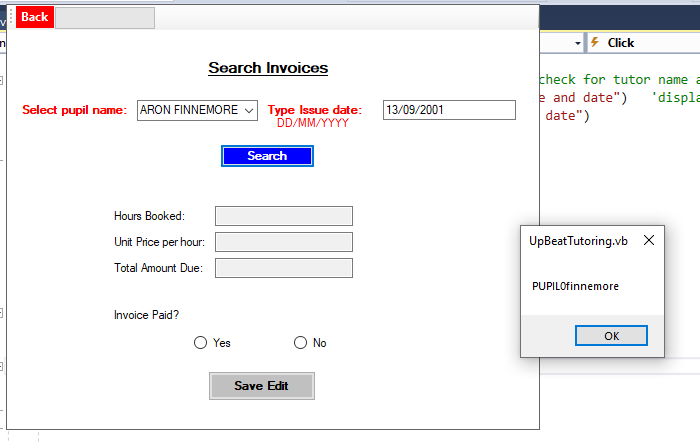 Back
Click
Search Invoices
check for tutor name a
e and date") 'displa
date")
Select pupil name: ARON FINNEMORE Type Issue date: 13/09/2001
DD/MM/YYYY
Search
Hours Booked:
Unit Price per hour:
Total Amount Due:
UpBeatTutoring.vb
PUPIL0finnemore
OK
Invoice Paid?
Yes No
Save Edit